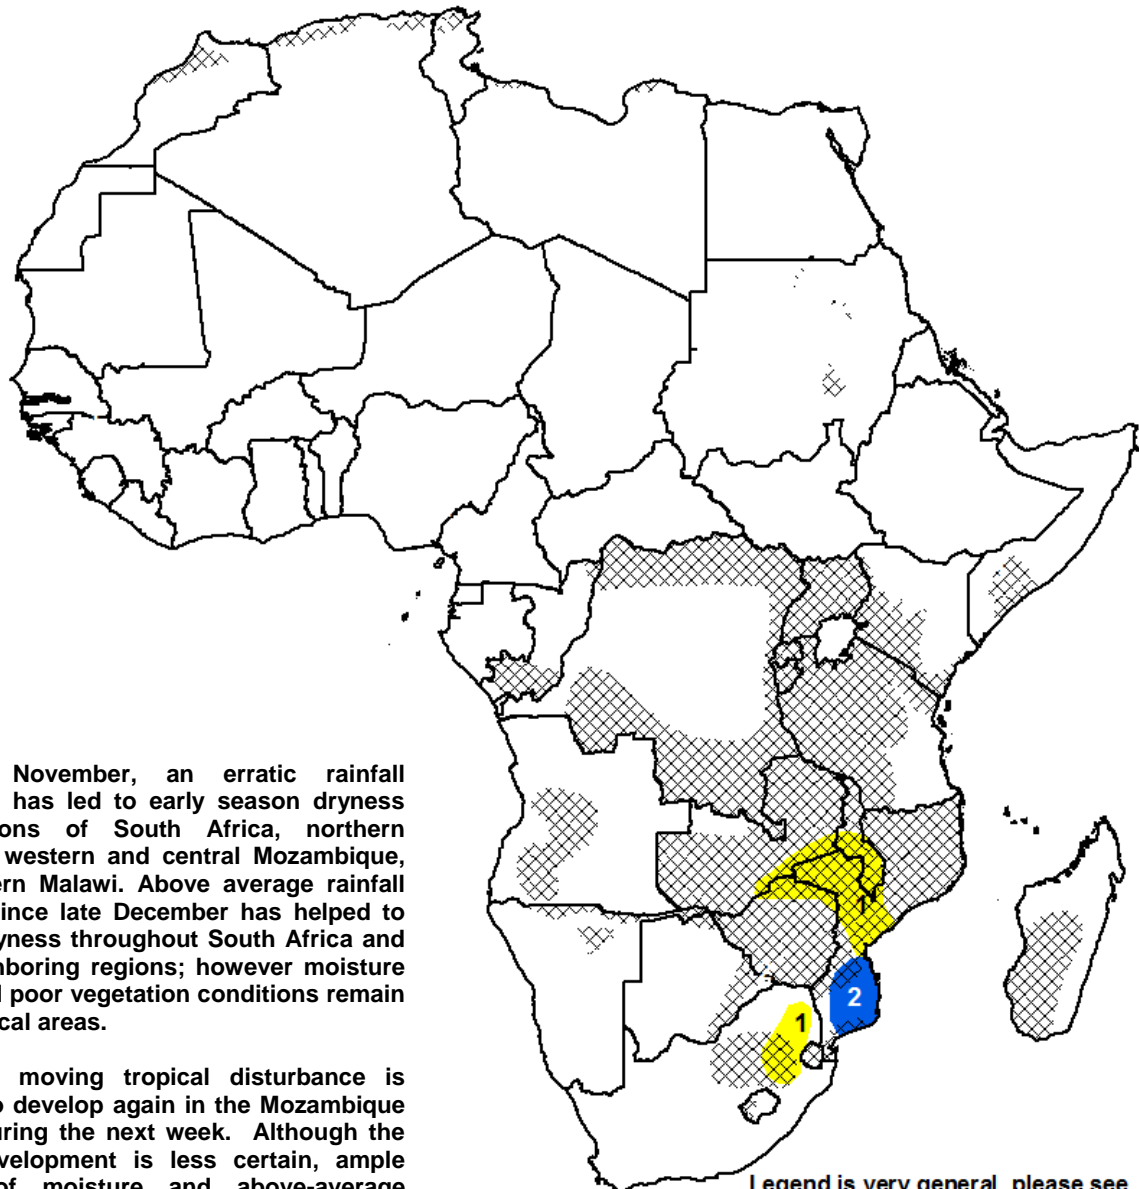 November, an erratic rainfall
has led to early season dryness
ons of South Africa, northern
western and central Mozambique,
ern Malawi. Above average rainfall
ince late December has helped to
yness throughout South Africa and
nboring regions; however moisture
l poor vegetation conditions remain
cal areas.
moving tropical disturbance is
o develop again in the Mozambique
uring the next week. Although the
velopment is less certain, ample
of moisture and above-average
1
2
1
Legend is very general, please see